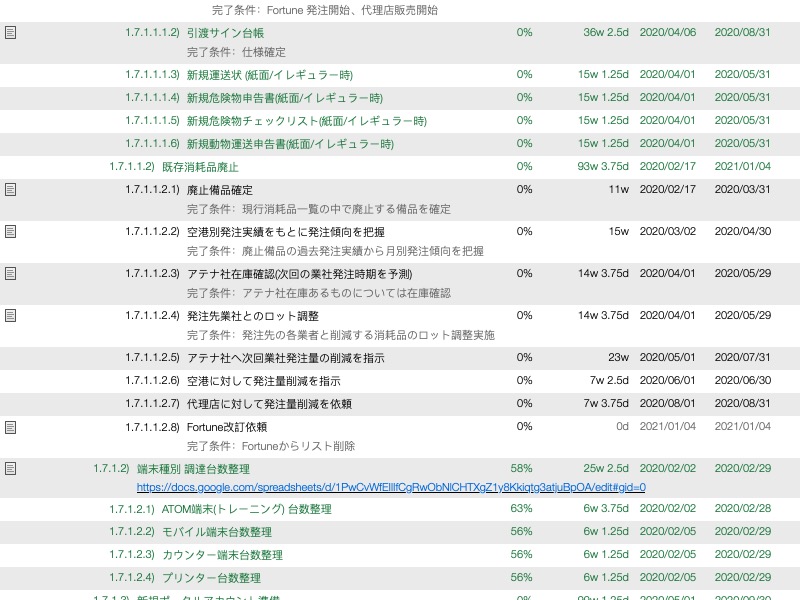 完了条件： Fortune 発注開始、代理店販売開始
1.7.1.1.1.2) 引渡サイン台帳 0% 36w 2.5d 2020/04/06 2020/08/31
完了条件： 仕様確定
1.7.1.1.1.3) 新規運送状 (紙面/イレギュラー時) 0% 15w 1.25d 2020/04/01 2020/05/31
1.7.1.1.1.4) 新規危険物申告書(紙面/イレギュラー時) 0% 15w 1.25d 2020/04/01 2020/05/31
1.7.1.1.1.5) 新規危険物チェックリスト(紙面/イレギュラー時) 0% 15w 1.25d 2020/04/01 2020/05/31
1.7.1.1.1.6) 新規動物運送申告書(紙面/イレギュラー時) 0% 15w 1.25d 2020/04/01 2020/05/31
1.7.1.1.2) 既存消耗品廃止 0% 93w 3.75d 2020/02/17 2021/01/04
1.7.1.1.2.1) 廃止備品確定 0% 11w 2020/02/17 2020/03/31
完了条件： 現行消耗品一覧の中で廃止する備品を確定
1.7.1.1.2.2) 空港別発注実績をもとに発注傾向を把握 0% 15w 2020/03/02 2020/04/30
完了条件： 廃止備品の過去発注実績から月別発注傾向を把握
1.7.1.1.2.3) アテナ社在庫確認(次回の業社発注時期を予測) 0% 14w 3.75d 2020/04/01 2020/05/29
完了条件： アテナ社在庫あるものについては在庫確認
1.7.1.1.2.4) 発注先業社とのロット調整 0% 14w 3.75d 2020/04/01 2020/05/29
完了条件： 発注先の各業者と削減する消耗品のロット調整実施
1.7.1.1.2.5) アテナ社へ次回業社発注量の削減を指示 0% 23w 2020/05/01 2020/07/31
1.7.1.1.2.6) 空港に対して発注量削減を指示 0% 7w 2.5d 2020/06/01 2020/06/30
1.7.1.1.2.7) 代理店に対して発注量削減を依頼 0% 7w 3.75d 2020/08/01 2020/08/31
1.7.1.1.2.8) Fortune改訂依頼 0% 0d 2021/01/04 2021/01/04
完了条件： Fortuneからリスト削除
1.7.1.2) 端末種別 調達台数整理 58% 25w 2.5d 2020/02/02 2020/02/29
https://docs.google.com/spreadsheets/d/1PwCvWfEIlIfCgRwObNlCHTXgZ1y8Kkiqtg3atjuBpOA/edit#gid=0
1.7.1.2.1) ATOM端末(トレーニング) 台数整理 63% 6w 3.75d 2020/02/02 2020/02/28
1.7.1.2.2) モバイル端末台数整理 56% 6w 1.25d 2020/02/05 2020/02/29
1.7.1.2.3) カウンター端末台数整理 56% 6w 1.25d 2020/02/05 2020/02/29
1.7.1.2.4) プリンター台数整理 56% 6w 1.25d 2020/02/05 2020/02/29